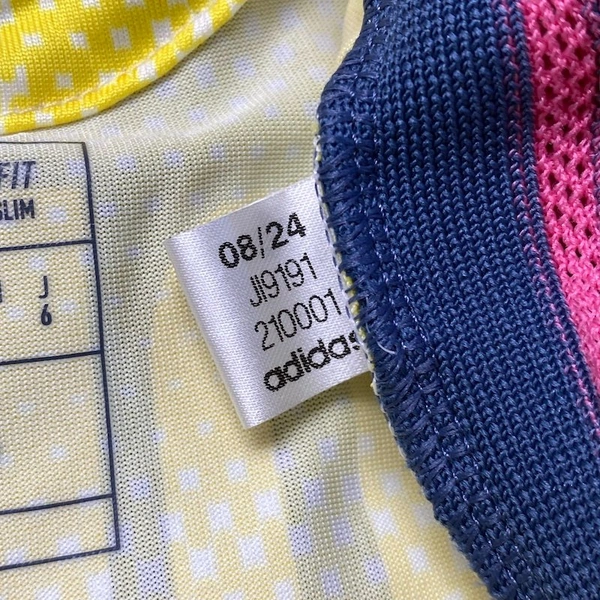 FIT
SLIM
J
6
08/24
JI9191
210001
adidas